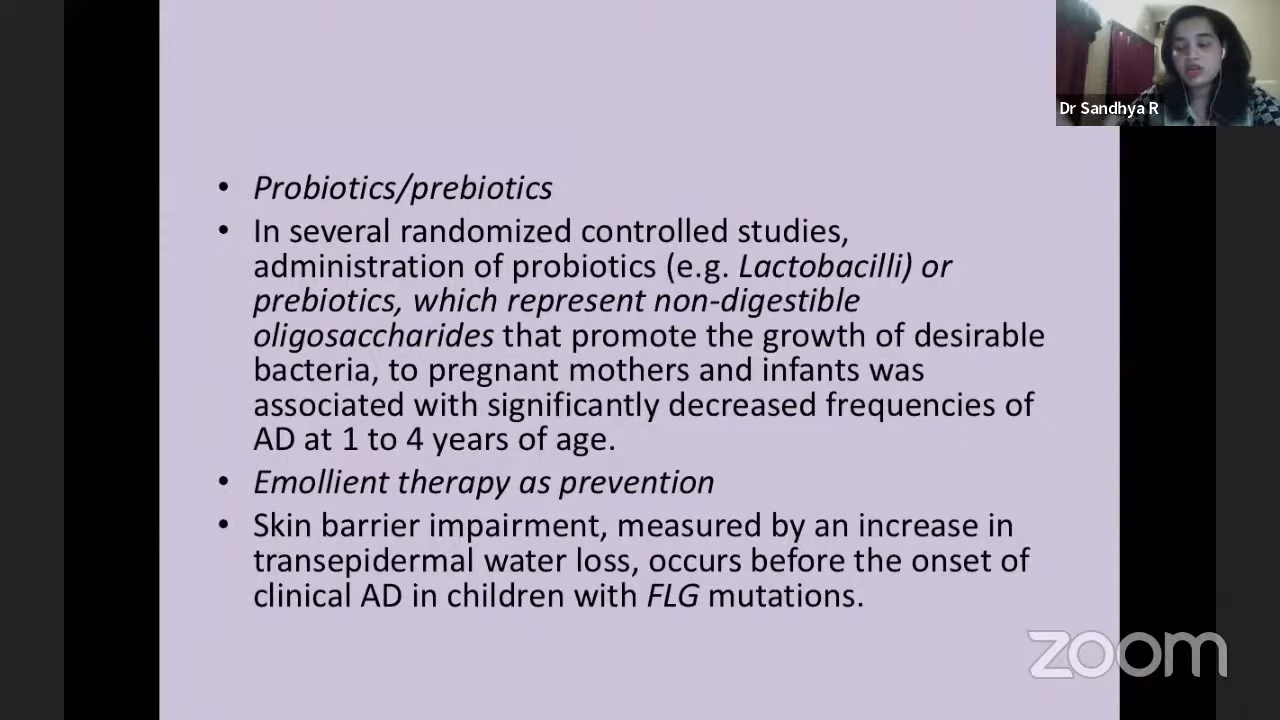 Dr Sandhya R
• Probiotics/prebiotics
• In several randomized controlled studies,
administration of probiotics (e.g. Lactobacilli) or
prebiotics, which represent non-digestible
oligosaccharides that promote the growth of desirable
bacteria, to pregnant mothers and infants was
associated with significantly decreased frequencies of
AD at 1 to 4 years of age.
• Emollient therapy as prevention
• Skin barrier impairment, measured by an increase in
transepidermal water loss, occurs before the onset of
clinical AD in children with FLG mutations.
zoom